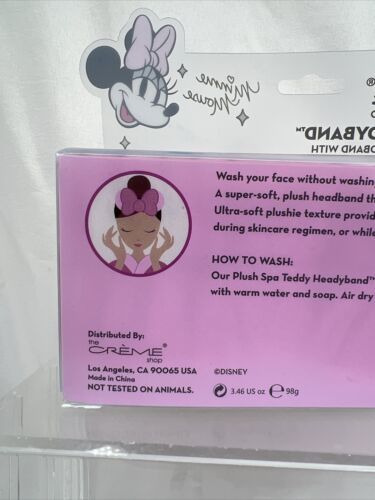 Minnie
Mouse
®
DYBAND™
DBAND WITH
Wash your face without washin
A super-soft, plush headband th
Ultra-soft plushie texture provid
during skincare regimen, or while
HOW TO WASH:
Our Plush Spa Teddy Headyband™
with warm water and soap. Air dry
Distributed By:
the
CRÈME®
shop
Los Angeles, CA 90065 USA
Made in China
NOT TESTED ON ANIMALS.
©DISNEY
3.46 US oz ℮ 98g